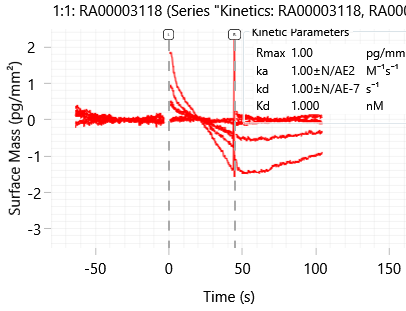 1:1: RA00003118 (Series "Kinetics: RA00003118, RA000
Kinetic Parameters
Rmax 1.00 pg/mm
ka 1.00±N/AE2 M⁻¹s⁻¹
kd 1.00±N/AE-7 s⁻¹
Kd 1.000 nM
Surface Mass (pg/mm²)
2
1
0
-1
-2
-3
-50 0 50 100 150
Time (s)